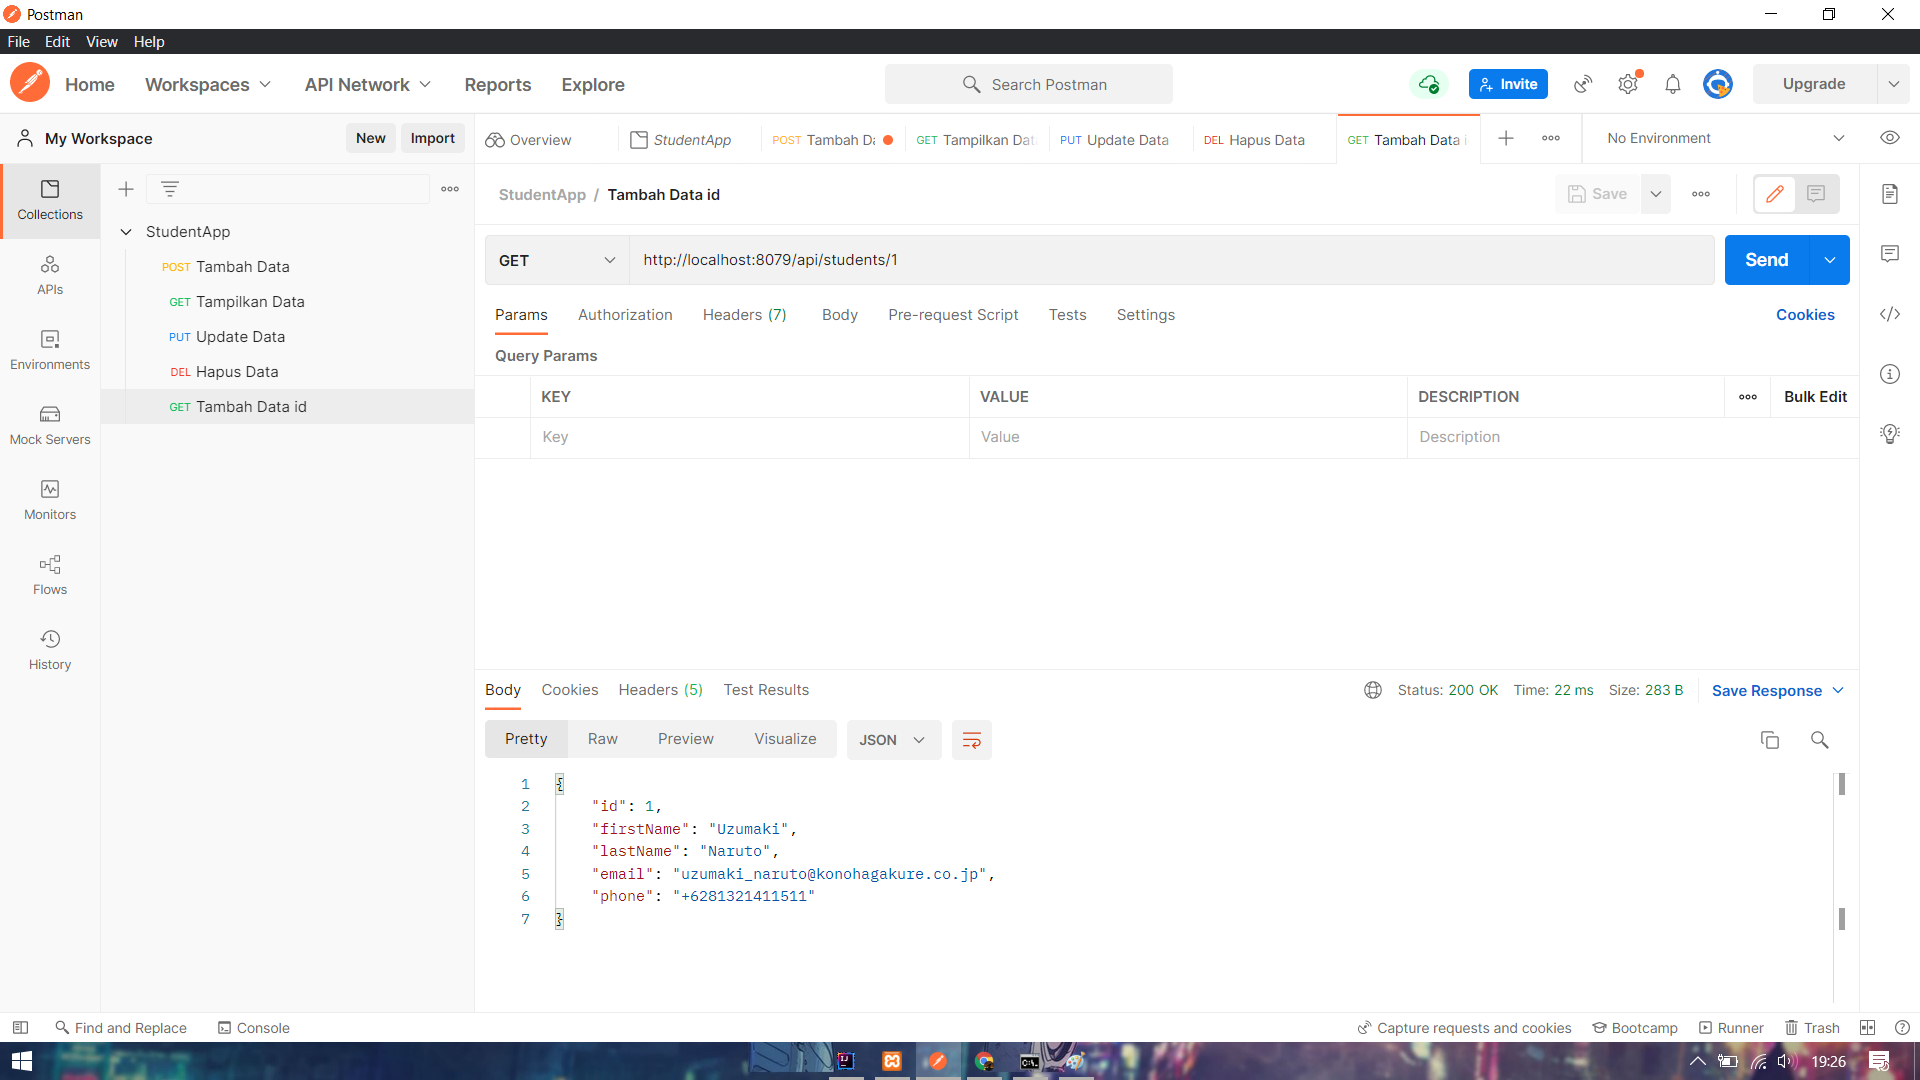 Postman
File Edit View Help
Home Workspaces API Network Reports Explore Search Postman Invite Upgrade
My Workspace New Import
Overview StudentApp POST Tambah Da GET Tampilkan Dat PUT Update Data DEL Hapus Data GET Tambah Data i No Environment
Collections
APIs
Environments
Mock Servers
Monitors
Flows
History
StudentApp
POST Tambah Data
GET Tampilkan Data
PUT Update Data
DEL Hapus Data
GET Tambah Data id
StudentApp / Tambah Data id Save
GET http://localhost:8079/api/students/1 Send
Params Authorization Headers (7) Body Pre-request Script Tests Settings Cookies
Query Params
KEY VALUE DESCRIPTION Bulk Edit
Key Value Description
Body Cookies Headers (5) Test Results Status: 200 OK Time: 22 ms Size: 283 B Save Response
Pretty Raw Preview Visualize JSON
1 {
2 "id": 1,
3 "firstName": "Uzumaki",
4 "lastName": "Naruto",
5 "email": "uzumaki_naruto@konohagakure.co.jp",
6 "phone": "+6281321411511"
7 }
Find and Replace Console Capture requests and cookies Bootcamp Runner Trash
19:26